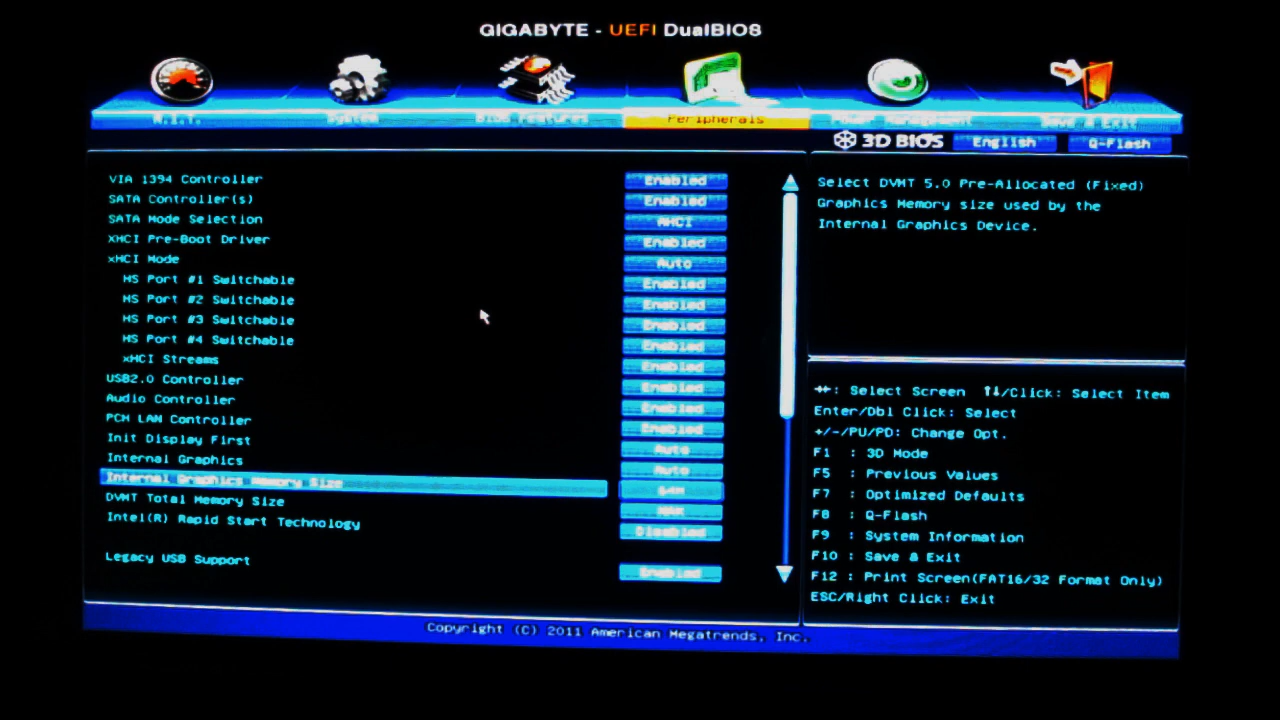 GIGABYTE - UEFI DualBIOS
M.I.T. System BIOS Features Peripherals Power Management Save & Exit
3D BIOS English Q-Flash
VIA 1394 Controller Enabled
SATA Controller(s) Enabled
SATA Mode Selection AHCI
xHCI Pre-Boot Driver Enabled
xHCI Mode Auto
HS Port #1 Switchable Enabled
HS Port #2 Switchable Enabled
HS Port #3 Switchable Enabled
HS Port #4 Switchable Enabled
xHCI Streams Enabled
USB2.0 Controller Enabled
Audio Controller Enabled
PCH LAN Controller Enabled
Init Display First Auto
Internal Graphics Auto
Internal Graphics Memory Size 64M
DVMT Total Memory Size MAX
Intel(R) Rapid Start Technology Disabled
Legacy USB Support Enabled
Select DVMT 5.0 Pre-Allocated (Fixed)
Graphics Memory size used by the
Internal Graphics Device.
→←: Select Screen ↑↓/Click: Select Item
Enter/Dbl Click: Select
+/-/PU/PD: Change Opt.
F1 : 3D Mode
F5 : Previous Values
F7 : Optimized Defaults
F8 : Q-Flash
F9 : System Information
F10 : Save & Exit
F12 : Print Screen(FAT16/32 Format Only)
ESC/Right Click: Exit
Copyright (C) 2011 American Megatrends, Inc.